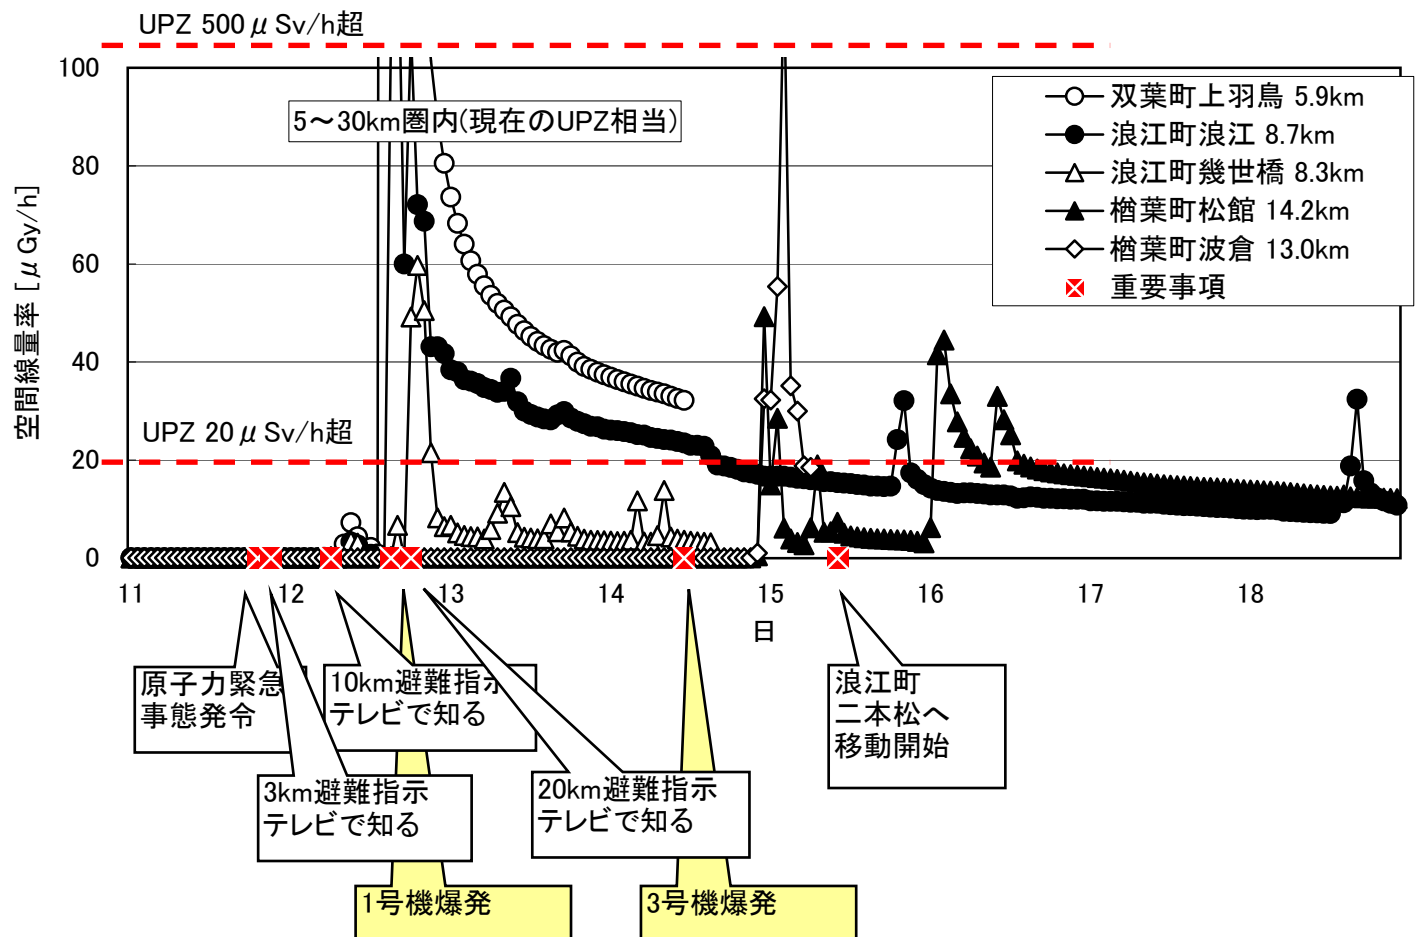 UPZ 500μSv/h超
100
80
60
40
20
0
空間線量率[μGy/h]
5～30km圏内(現在のUPZ相当)
双葉町上羽鳥 5.9km
浪江町浪江 8.7km
浪江町幾世橋 8.3km
楢葉町松館 14.2km
楢葉町波倉 13.0km
重要事項
UPZ 20μSv/h超
11
12
13
14
15
16
17
18
日
原子力緊急
事態発令
10km避難指示
テレビで知る
3km避難指示
テレビで知る
20km避難指示
テレビで知る
浪江町
二本松へ
移動開始
1号機爆発
3号機爆発